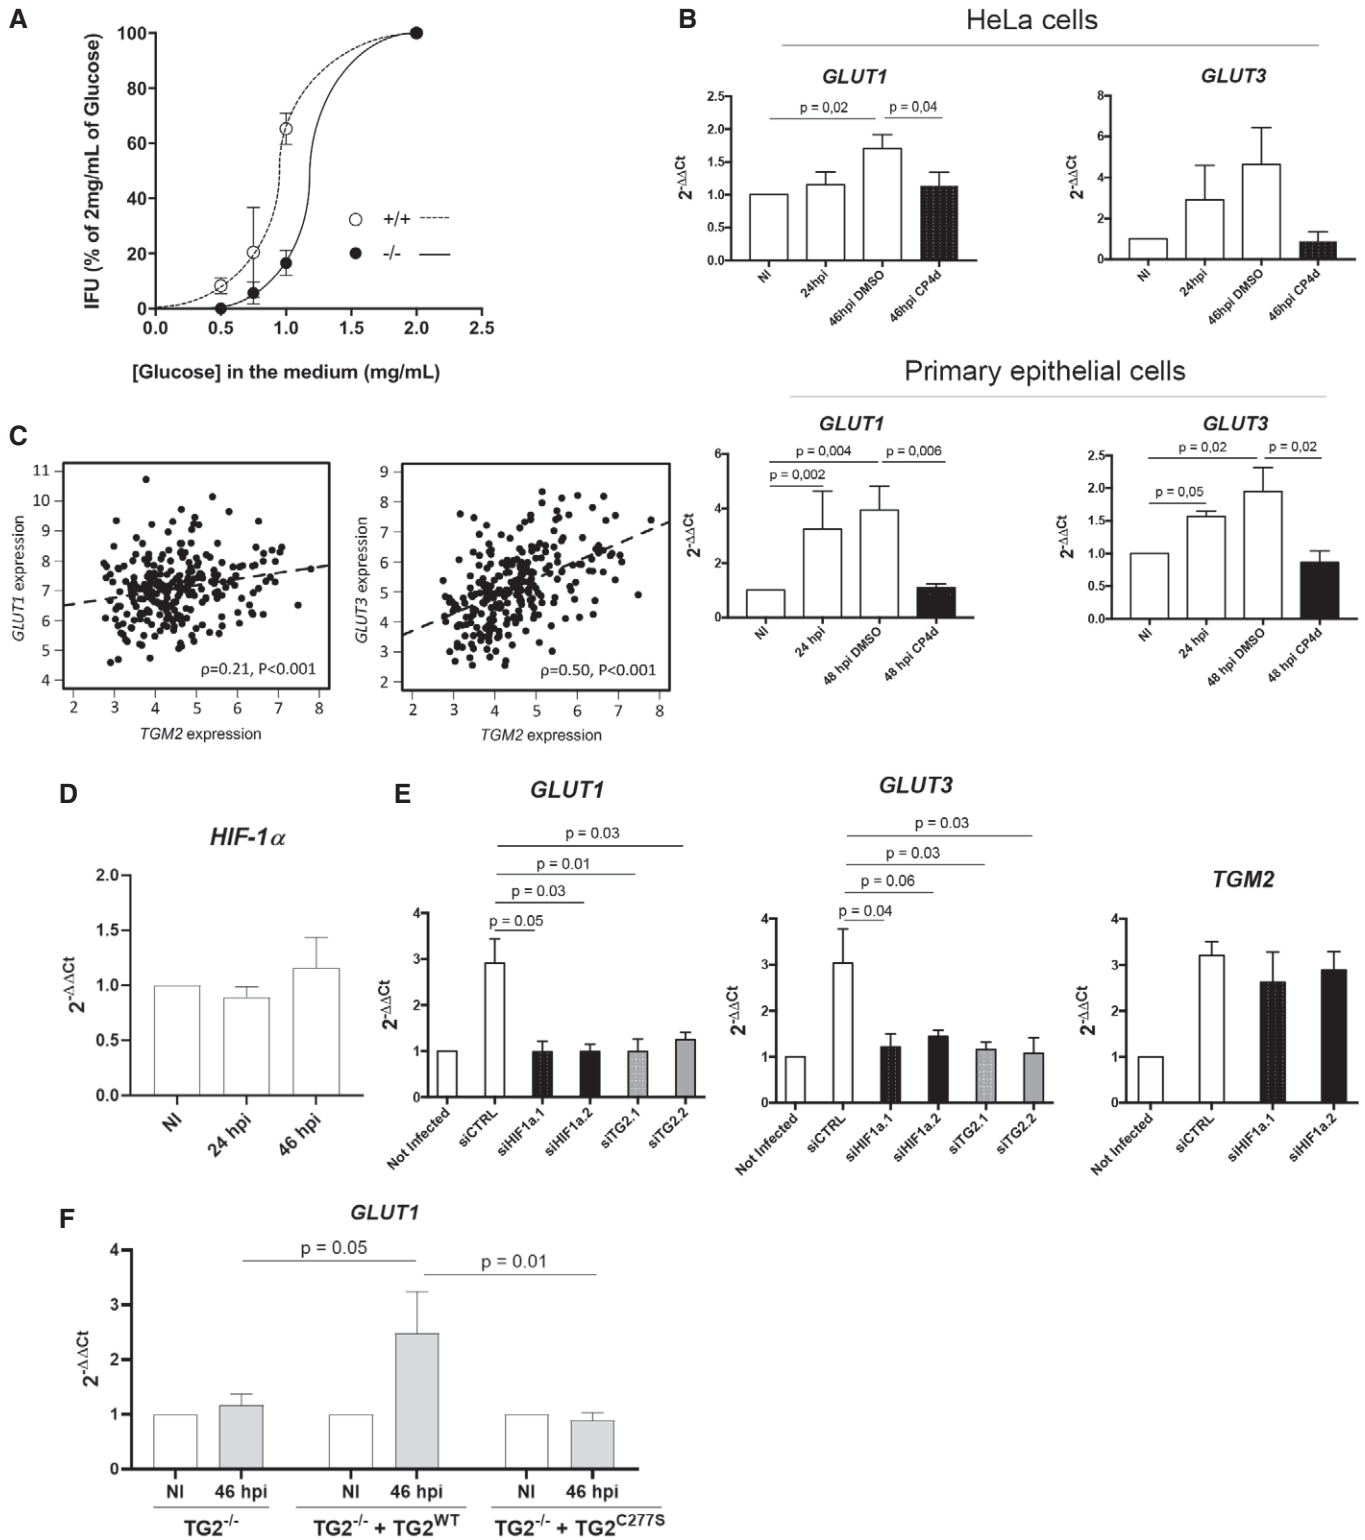 A
IFU (% of 2mg/mL of Glucose)
100
80
60
40
20
0
+/+
-/-
0.0 0.5 1.0 1.5 2.0 2.5
[Glucose] in the medium (mg/mL)
B
HeLa cells
GLUT1
2^-ΔΔCt
2.5
2.0
1.5
1.0
0.5
0.0
p = 0,02
p = 0,04
NI
24hpi
46hpi DMSO
46hpi CP4d
GLUT3
2^-ΔΔCt
8
6
4
2
0
NI
24hpi
46hpi DMSO
46hpi CP4d
Primary epithelial cells
GLUT1
2^-ΔΔCt
6
4
2
0
p = 0,004
p = 0,006
p = 0,002
NI
24 hpi
48 hpi DMSO
48 hpi CP4d
GLUT3
2^-ΔΔCt
2.5
2.0
1.5
1.0
0.5
0.0
p = 0,02
p = 0,02
p = 0,05
NI
24 hpi
48 hpi DMSO
48 hpi CP4d
C
GLUT1 expression
11
10
9
8
7
6
5
4
ρ=0.21, P<0.001
2 3 4 5 6 7 8
TGM2 expression
GLUT3 expression
9
8
7
6
5
4
3
2
ρ=0.50, P<0.001
2 3 4 5 6 7 8
TGM2 expression
D
HIF-1α
2^-ΔΔCt
2.0
1.5
1.0
0.5
0.0
NI
24 hpi
46 hpi
E
GLUT1
p = 0.03
p = 0.01
p = 0.03
p = 0.05
2^-ΔΔCt
4
3
2
1
0
Not Infected
siCTRL
siHIF1a.1
siHIF1a.2
siTG2.1
siTG2.2
GLUT3
p = 0.03
p = 0.03
p = 0.06
p = 0.04
2^-ΔΔCt
4
3
2
1
0
Not Infected
siCTRL
siHIF1a.1
siHIF1a.2
siTG2.1
siTG2.2
TGM2
2^-ΔΔCt
4
3
2
1
0
Not Infected
siCTRL
siHIF1a.1
siHIF1a.2
F
GLUT1
2^-ΔΔCt
4
3
2
1
0
p = 0.05
p = 0.01
NI 46 hpi NI 46 hpi NI 46 hpi
TG2-/- TG2-/- + TG2WT TG2-/- + TG2C277S